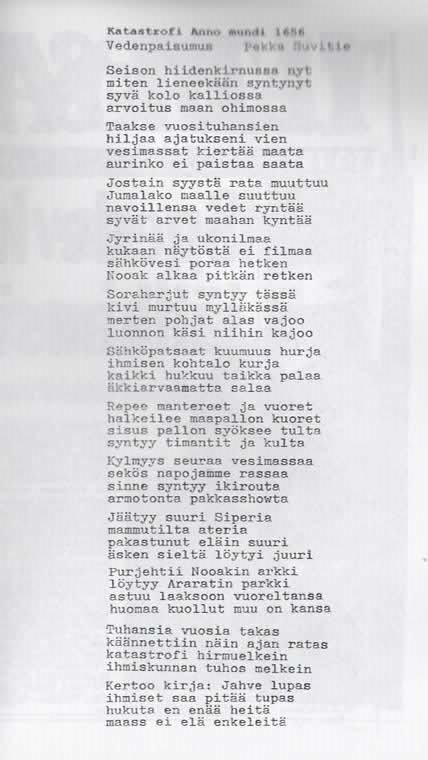 Katastrofi Anno mundi 1656
Vedenpaisumus Pekka Huvitie
Seison hiidenkirnussa nyt
miten lieneekään syntynyt
syvä kolo kalliossa
arvoitus maan ohimossa
Taakse vuosituhansien
hiljaa ajatukseni vien
vesimassat kiertää maata
aurinko ei paistaa saata
Jostain syystä rata muuttuu
Jumalako maalle suuttuu
navoillensa vedet ryntää
syvät arvet maahan kyntää
Jyrinää ja ukonilmaa
kukaan näytöstä ei filmaa
sähkövesi poraa hetken
Nooak alkaa pitkän retken
Soraharjut syntyy tässä
kivi murtuu mylläkässä
merten pohjat alas vajoo
luonnon käsi niihin kajoo
Sähköpatsaat kuumuus hurja
ihmisen kohtalo kurja
kaikki hukkuu taikka palaa
äkkiarvaamatta salaa
Repee mantereet ja vuoret
halkeilee maapallon kuoret
sisus pallon syöksee tulta
syntyy timantit ja kulta
Kylmyys seuraa vesimassaa
sekös napojamme rassaa
sinne syntyy ikirouta
armotonta pakkasshowta
Jäätyy suuri Siperia
mammutilta ateria
pakastunut eläin suuri
äsken sieltä löytyi juuri
Purjehtii Nooakin arkki
löytyy Araratin parkki
astuu laaksoon vuoreltansa
huomaa kuollut muu on kansa
Tuhansia vuosia takas
käännettiin näin ajan ratas
katastrofi hirmuelkein
ihmiskunnan tuhos melkein
Kertoo kirja: Jahve lupas
ihmiset saa pitää tupas
hukuta en enää heitä
maass ei elä enkeleitä